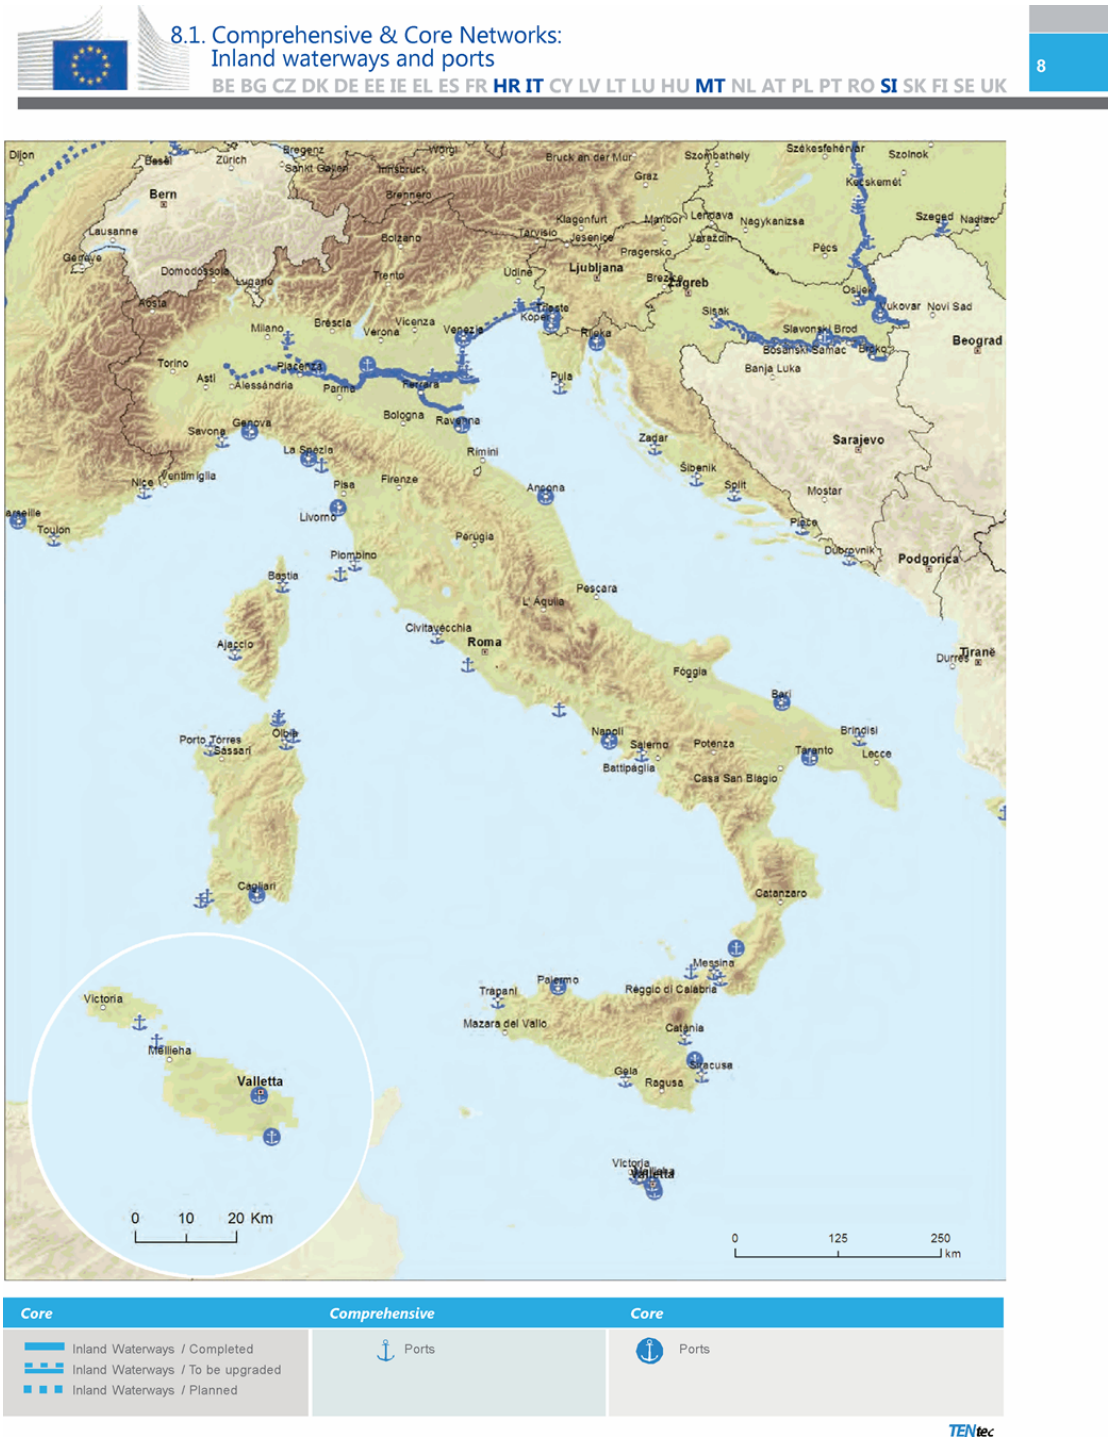 8.1. Comprehensive & Core Networks:
Inland waterways and ports
BE BG CZ DK DE EE IE EL ES FR HR IT CY LV LT LU HU MT NL AT PL PT RO SI SK FI SE UK
8
Dijon
Basel
Zürich
Bregenz
Sankt Gallen
Wörgl
Innsbruck
Bruck an der Mur
Graz
Szombathely
Székesfehérvár
Szolnok
Kecskemét
Bern
Brennero
Lausanne
Genève
Bolzano
Klagenfurt
Tarvisio
Jesenice
Maribor
Lendava
Nagykanizsa
Varaždin
Pragersko
Szeged
Nadlac
Pécs
Domodossola
Lugano
Trento
Udine
Ljubljana
Zagreb
Aosta
Osijek
Vukovar
Novi Sad
Milano
Brescia
Verona
Vicenza
Venezia
Trieste
Koper
Rijeka
Sisak
Slavonski Brod
Bosanski Samac
Brcko
Beograd
Banja Luka
Torino
Asti
Alessándria
Piacenza
Parma
Ferrara
Pula
Bologna
Ravenna
Savona
Genova
La Spezia
Rimini
Zadar
Sarajevo
Nice
Ventimiglia
Pisa
Firenze
Ancona
Šibenik
Split
Mostar
arseille
Toulon
Livorno
Ploce
Perugia
Piombino
Dubrovnik
Podgorica
Bastia
L' Aquila
Pescara
Civitavecchia
Roma
Ajaccio
Tiranë
Durrës
Foggia
Bari
Porto Torres
Sassari
Olbia
Napoli
Salerno
Battipaglia
Potenza
Brindisi
Taranto
Lecce
Casa San Biagio
Cagliari
Catanzaro
Messina
Reggio di Calabria
Palermo
Trapani
Mazara del Vallo
Catania
Siracusa
Gela
Ragusa
Victoria
Mellieha
Valletta
Victoria
Valletta
0 10 20 Km
0 125 250
km
Core
Comprehensive
Core
Inland Waterways / Completed
Inland Waterways / To be upgraded
Inland Waterways / Planned
Ports
Ports
TENtec